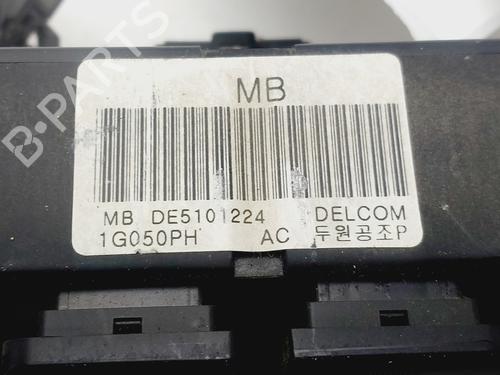 B-PARTS
MB
MB DE5101224 DELCOM
1G050PH AC 두원공조P